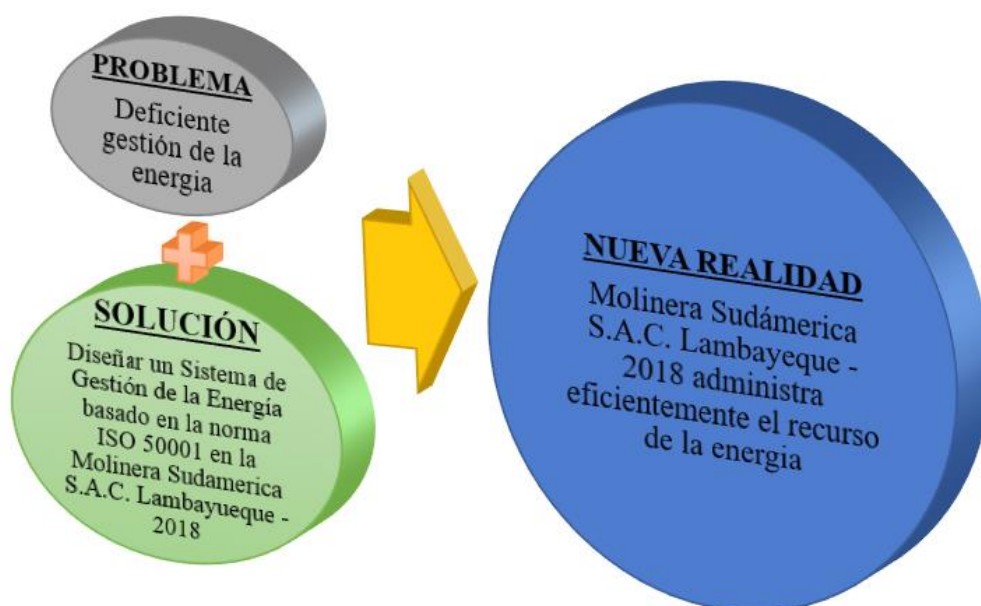 PROBLEMA
Deficiente
gestión de la
energia
SOLUCIÓN
Diseñar un Sistema de
Gestión de la Energía
basado en la norma
ISO 50001 en la
Molinera Sudamerica
S.A.C. Lambayueque -
2018
NUEVA REALIDAD
Molinera Sudámerica
S.A.C. Lambayeque -
2018 administra
eficientemente el recurso
de la energia